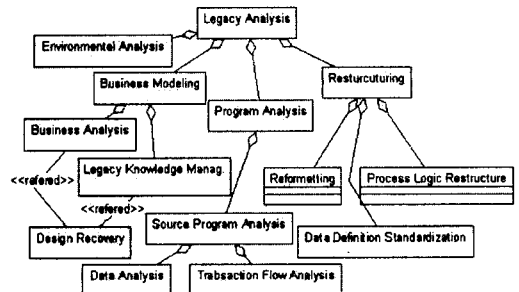 Legacy Analysis
Environmental Analysis
Business Modeling
Resturcuturing
Program Analysis
Business Analysis
Legacy Knowledge Manag.
Reformetting
Process Logic Restructure
<<refered>>
<<refered>>
Source Program Analysis
Design Recovery
Data Definition Standardization
Data Analysis
Trabsaction Flow Analysis